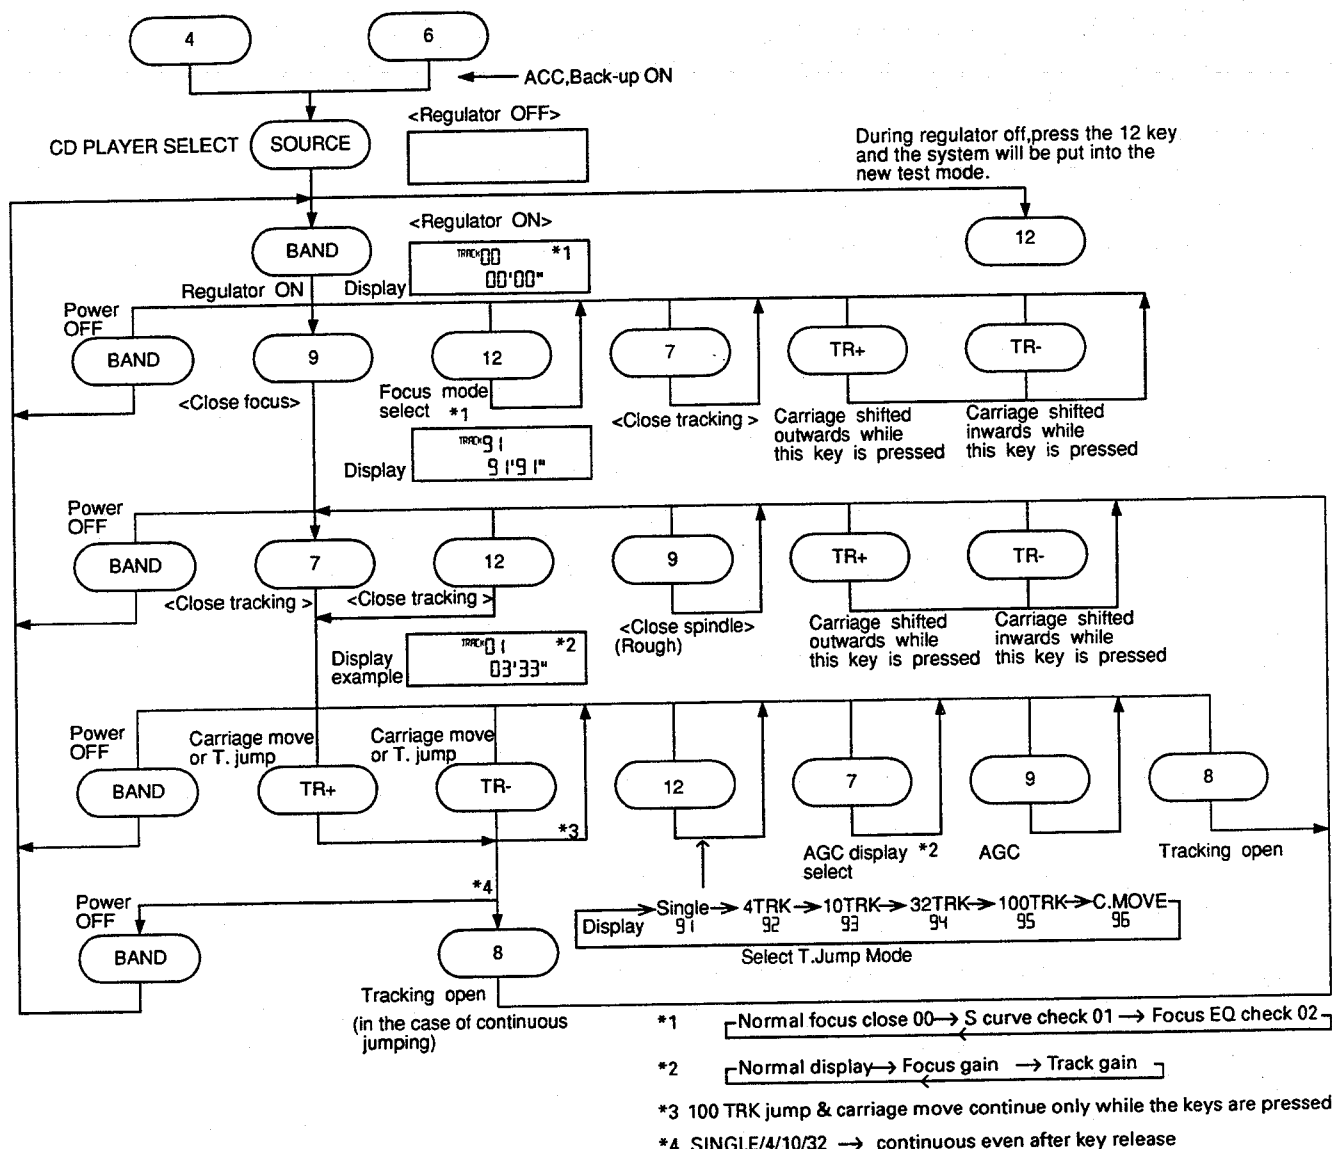 4
6
ACC,Back-up ON
<Regulator OFF>
CD PLAYER SELECT
SOURCE
During regulator off,press the 12 key
and the system will be put into the
new test mode.
<Regulator ON>
BAND
12
TRACK 00 *1
00'00"
Regulator ON
Display
Power
OFF
BAND
9
12
7
TR+
TR-
<Close focus>
Focus mode
select *1
<Close tracking >
Carriage shifted
outwards while
this key is pressed
Carriage shifted
inwards while
this key is pressed
TRACK 91
91'91"
Display
Power
OFF
BAND
7
12
9
TR+
TR-
<Close tracking >
<Close tracking >
<Close spindle>
(Rough)
Carriage shifted
outwards while
this key is pressed
Carriage shifted
inwards while
this key is pressed
Display
example
TRACK 01 *2
03'33"
Power
OFF
Carriage move
or T. jump
Carriage move
or T. jump
BAND
TR+
TR-
12
7
9
8
*3
AGC display *2
select
AGC
Tracking open
*4
Power
OFF
BAND
8
Display
Single→ 4TRK→10TRK→ 32TRK→ 100TRK→C.MOVE
91 92 93 94 95 96
Select T.Jump Mode
Tracking open
(in the case of continuous
jumping)
*1 Normal focus close 00→ S curve check 01 → Focus EQ check 02
*2 Normal display→ Focus gain → Track gain
*3 100 TRK jump & carriage move continue only while the keys are pressed
*4 SINGLE/4/10/32 → continuous even after key release